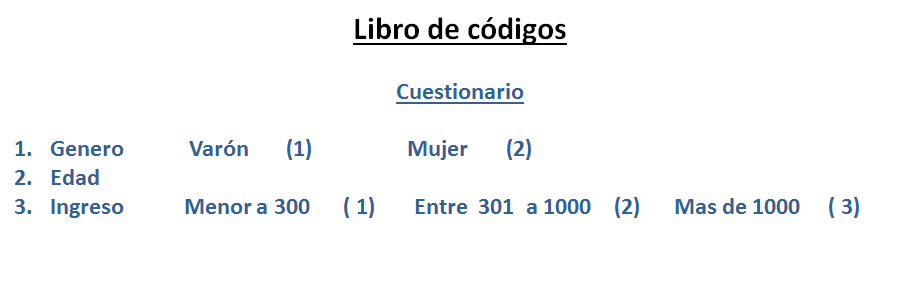 Libro de códigos
Cuestionario
1. Genero Varón (1) Mujer (2)
2. Edad
3. Ingreso Menor a 300 ( 1) Entre 301 a 1000 (2) Mas de 1000 ( 3)